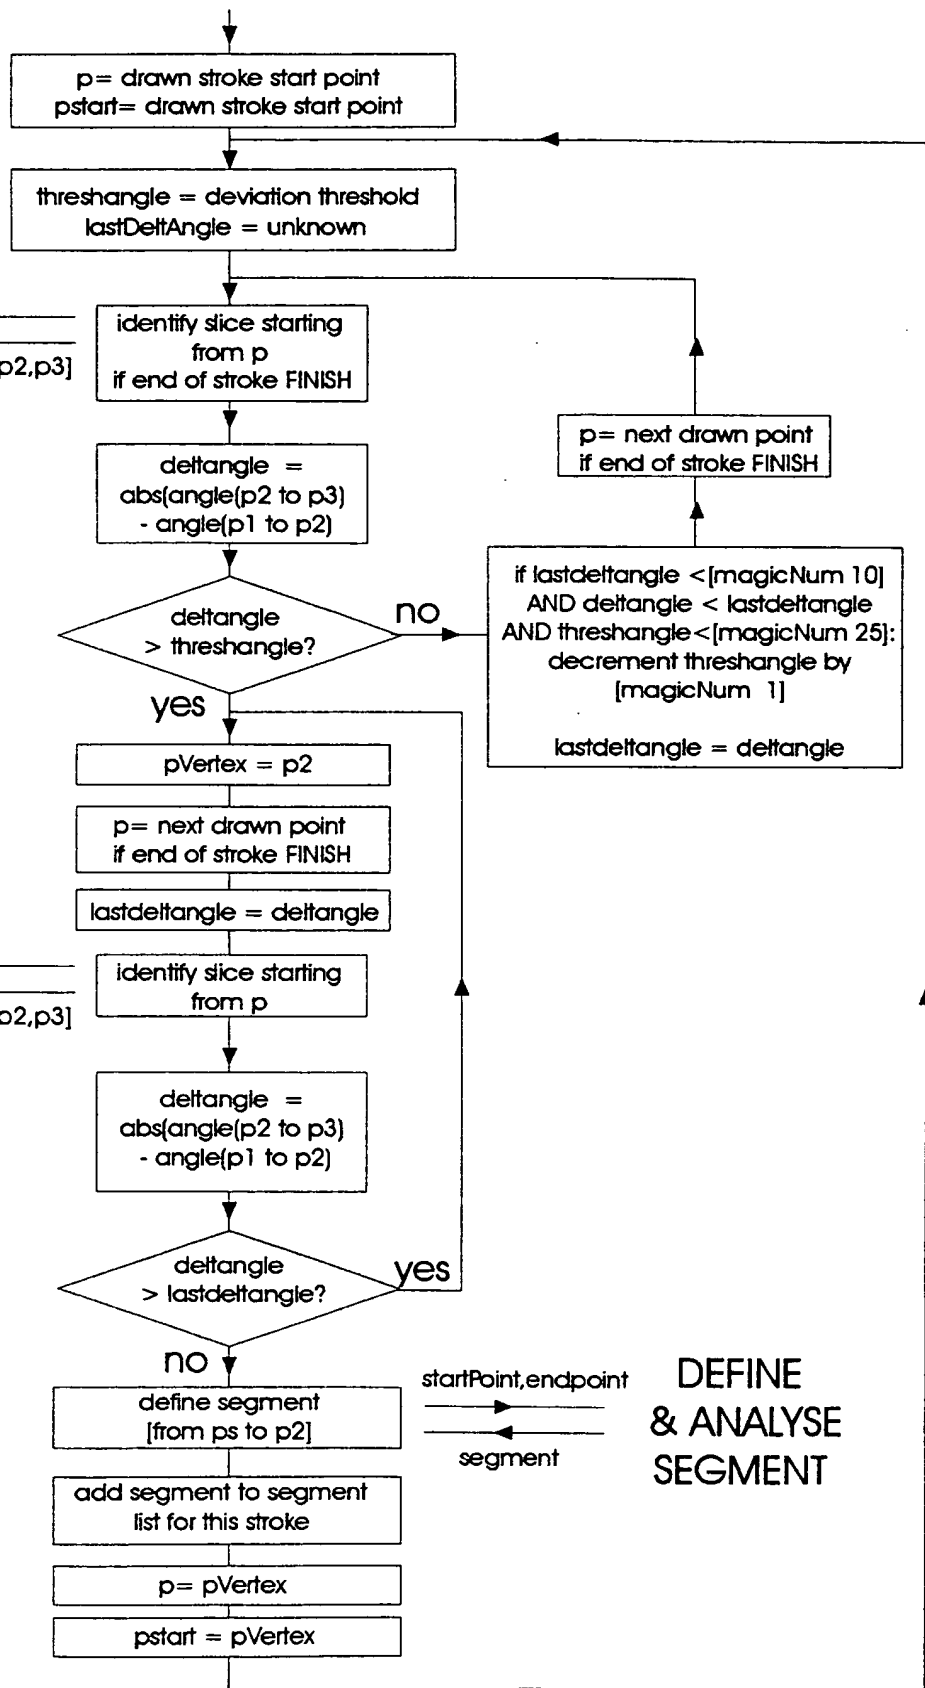 p= drawn stroke start point
pstart= drawn stroke start point
threshangle = deviation threshold
lastDeltAngle = unknown
identify slice starting
from p
if end of stroke FINISH
p2,p3]
p= next drawn point
if end of stroke FINISH
deltangle =
abs(angle(p2 to p3)
- angle(p1 to p2)
if lastdeltangle <[magicNum 10]
AND deltangle < lastdeltangle
AND threshangle<[magicNum 25]:
decrement threshangle by
[magicNum 1]
lastdeltangle = deltangle
deltangle
> threshangle?
no
yes
pVertex = p2
p= next drawn point
if end of stroke FINISH
lastdeltangle = deltangle
identify slice starting
from p
p2,p3]
deltangle =
abs(angle(p2 to p3)
- angle(p1 to p2)
deltangle
> lastdeltangle?
yes
no
define segment
[from ps to p2]
startPoint,endpoint
segment
DEFINE
& ANALYSE
SEGMENT
add segment to segment
list for this stroke
p= pVertex
pstart = pVertex